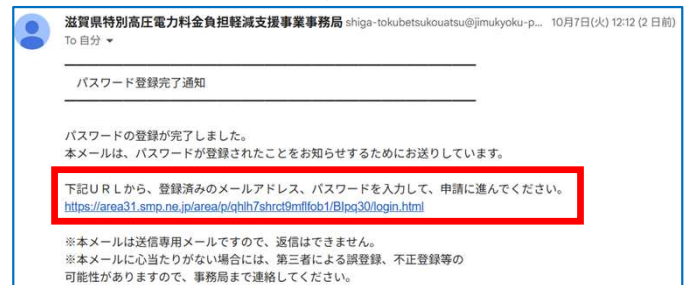 滋賀県特別高圧電力料金負担軽減支援事業事務局 shiga-tokubetsukouatsu@jimukyoku-p... 10月7日(火) 12:12 (2 日前)
To 自分
パスワード登録完了通知
パスワードの登録が完了しました。
本メールは、パスワードが登録されたことをお知らせするためにお送りしています。
下記ＵＲＬから、登録済みのメールアドレス、パスワードを入力して、申請に進んでください。
https://area31.smp.ne.jp/area/p/qhlh7shrct9mflfob1/Blpq30/login.html
※本メールは送信専用メールですので、返信はできません。
※本メールに心当たりがない場合には、第三者による誤登録、不正登録等の
可能性がありますので、事務局まで連絡してください。